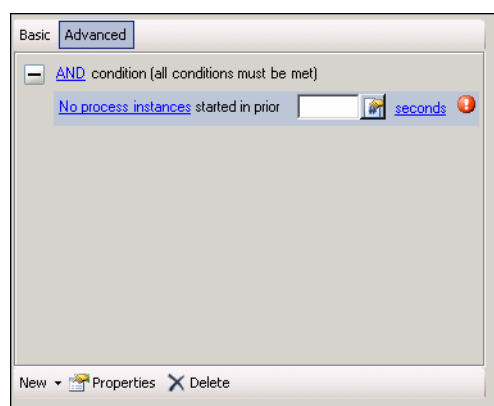 Basic Advanced
AND condition (all conditions must be met)
No process instances started in prior seconds
New Properties Delete